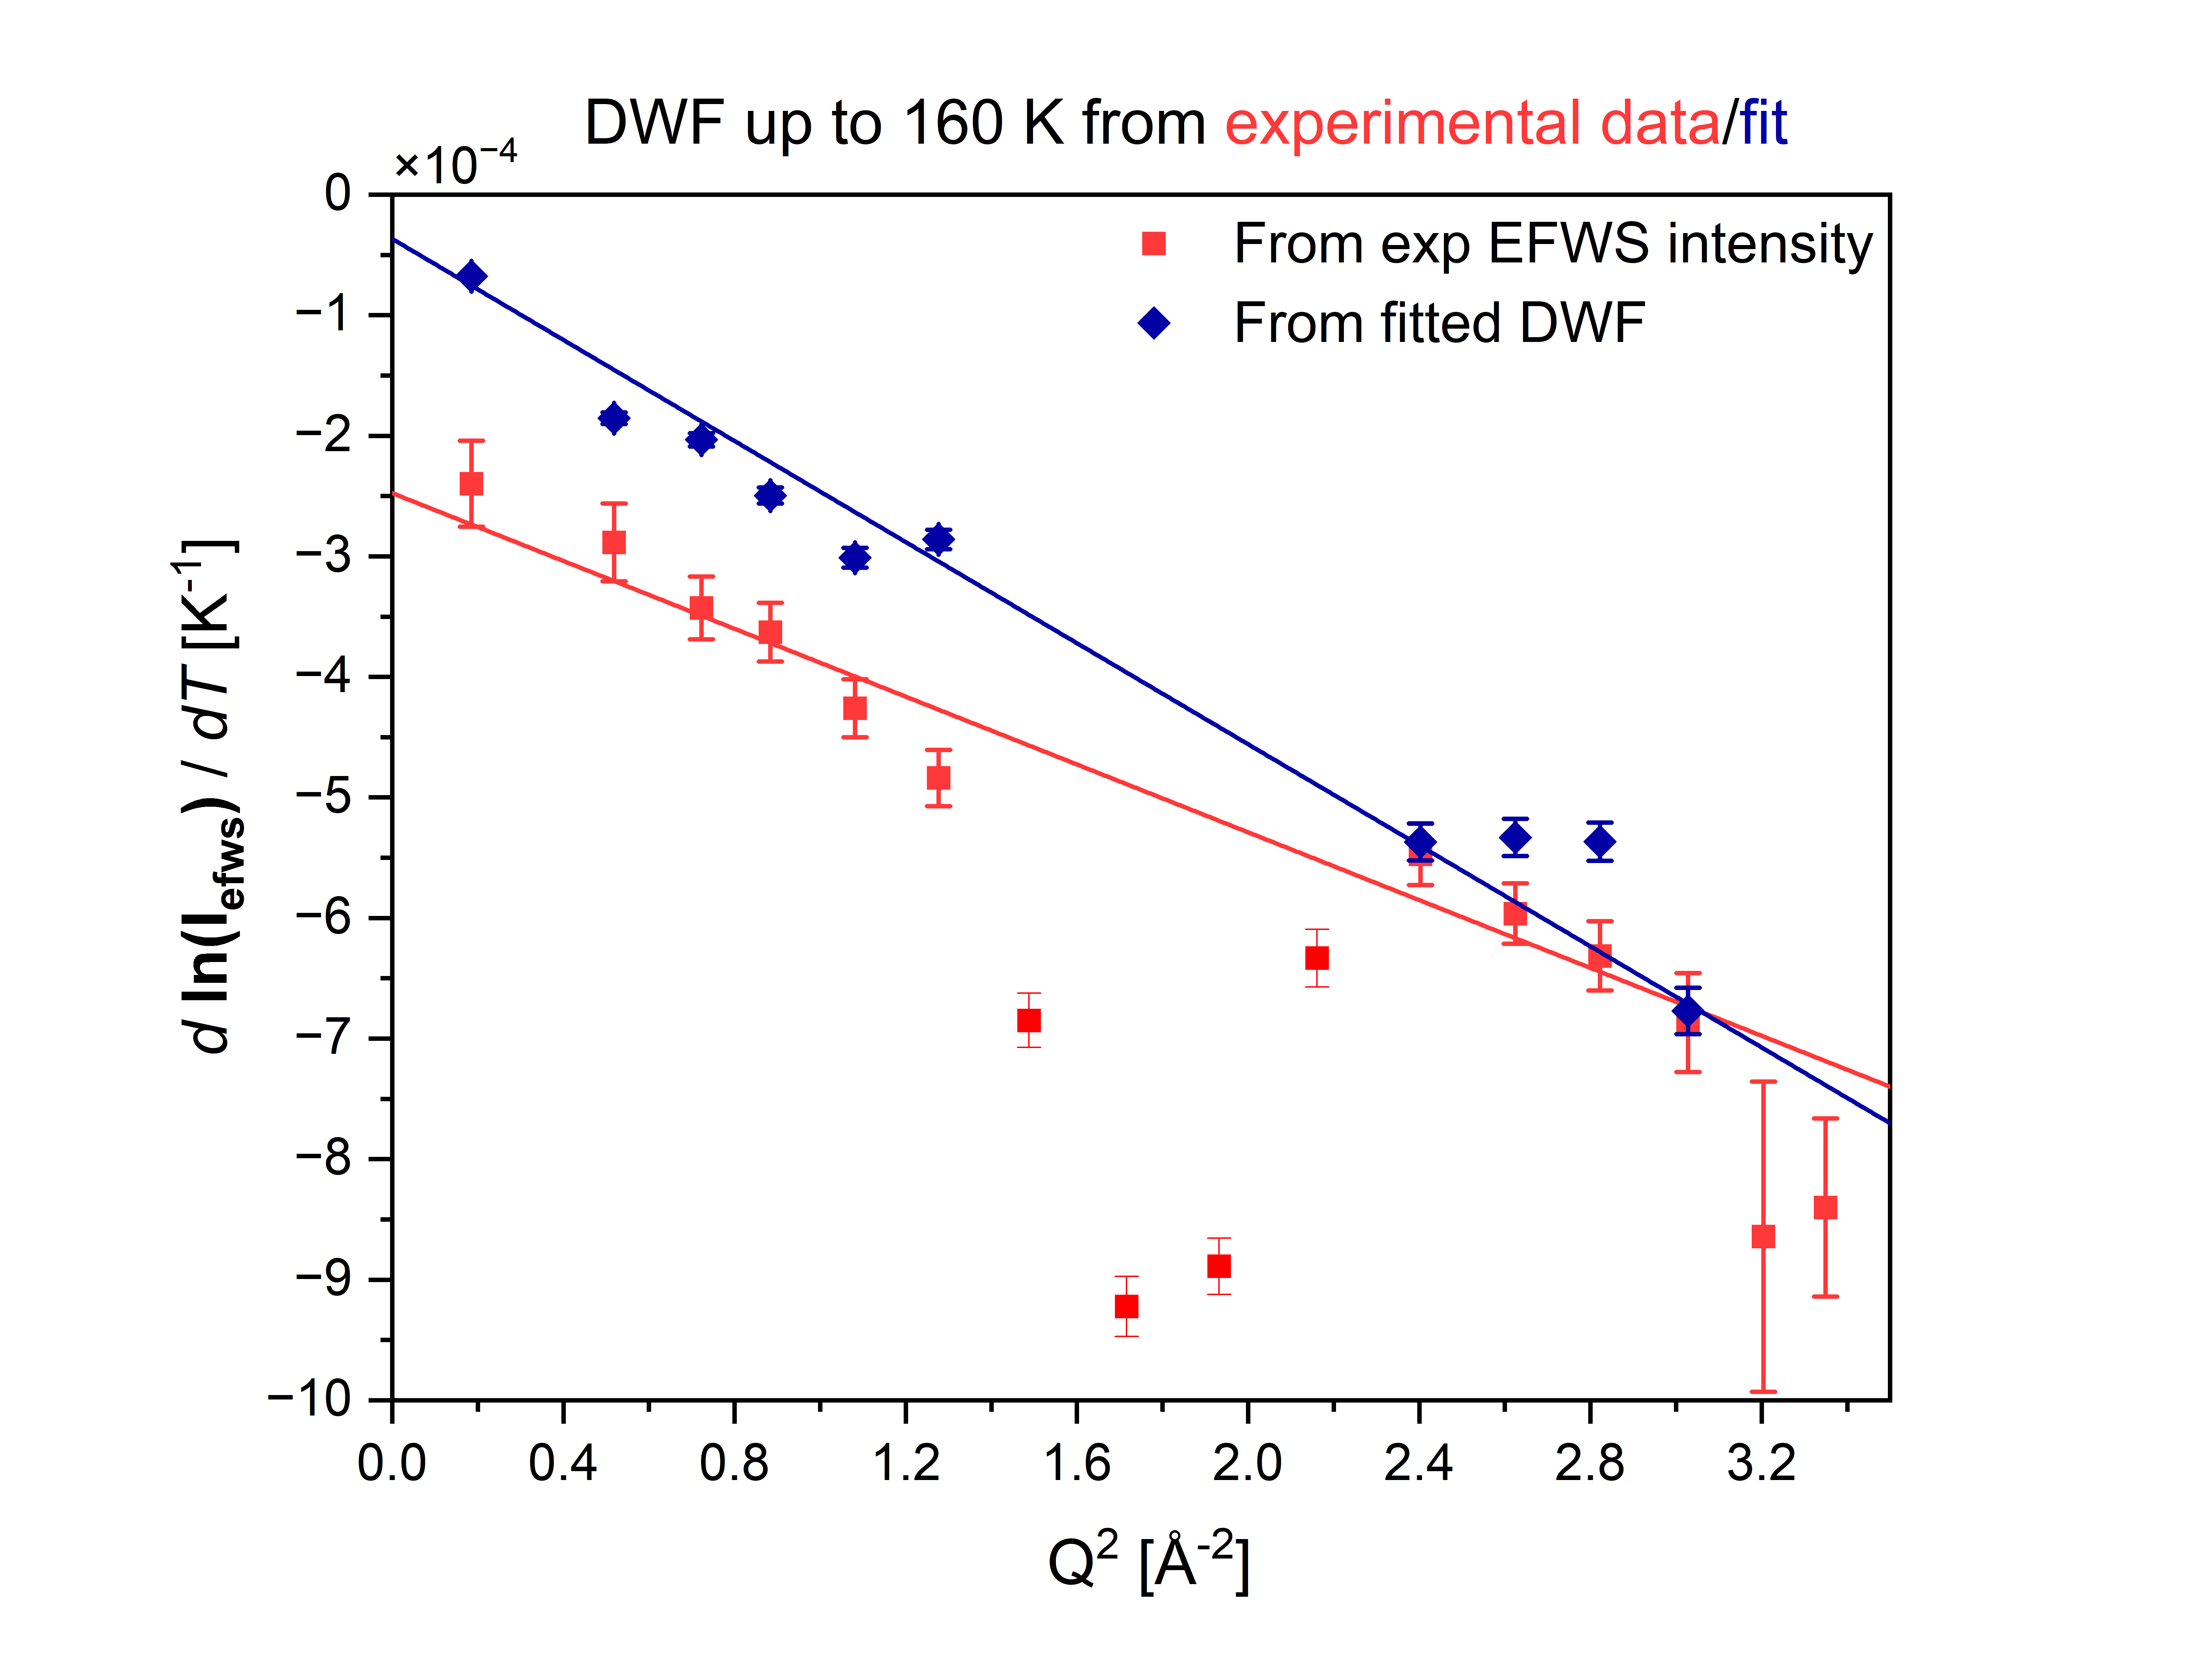 DWF up to 160 K from experimental data/fit
×10⁻⁴
0
−1
−2
−3
−4
−5
−6
−7
−8
−9
−10
d ln(I_efws) / dT [K⁻¹]
From exp EFWS intensity
From fitted DWF
0.0 0.4 0.8 1.2 1.6 2.0 2.4 2.8 3.2
Q² [Å⁻²]